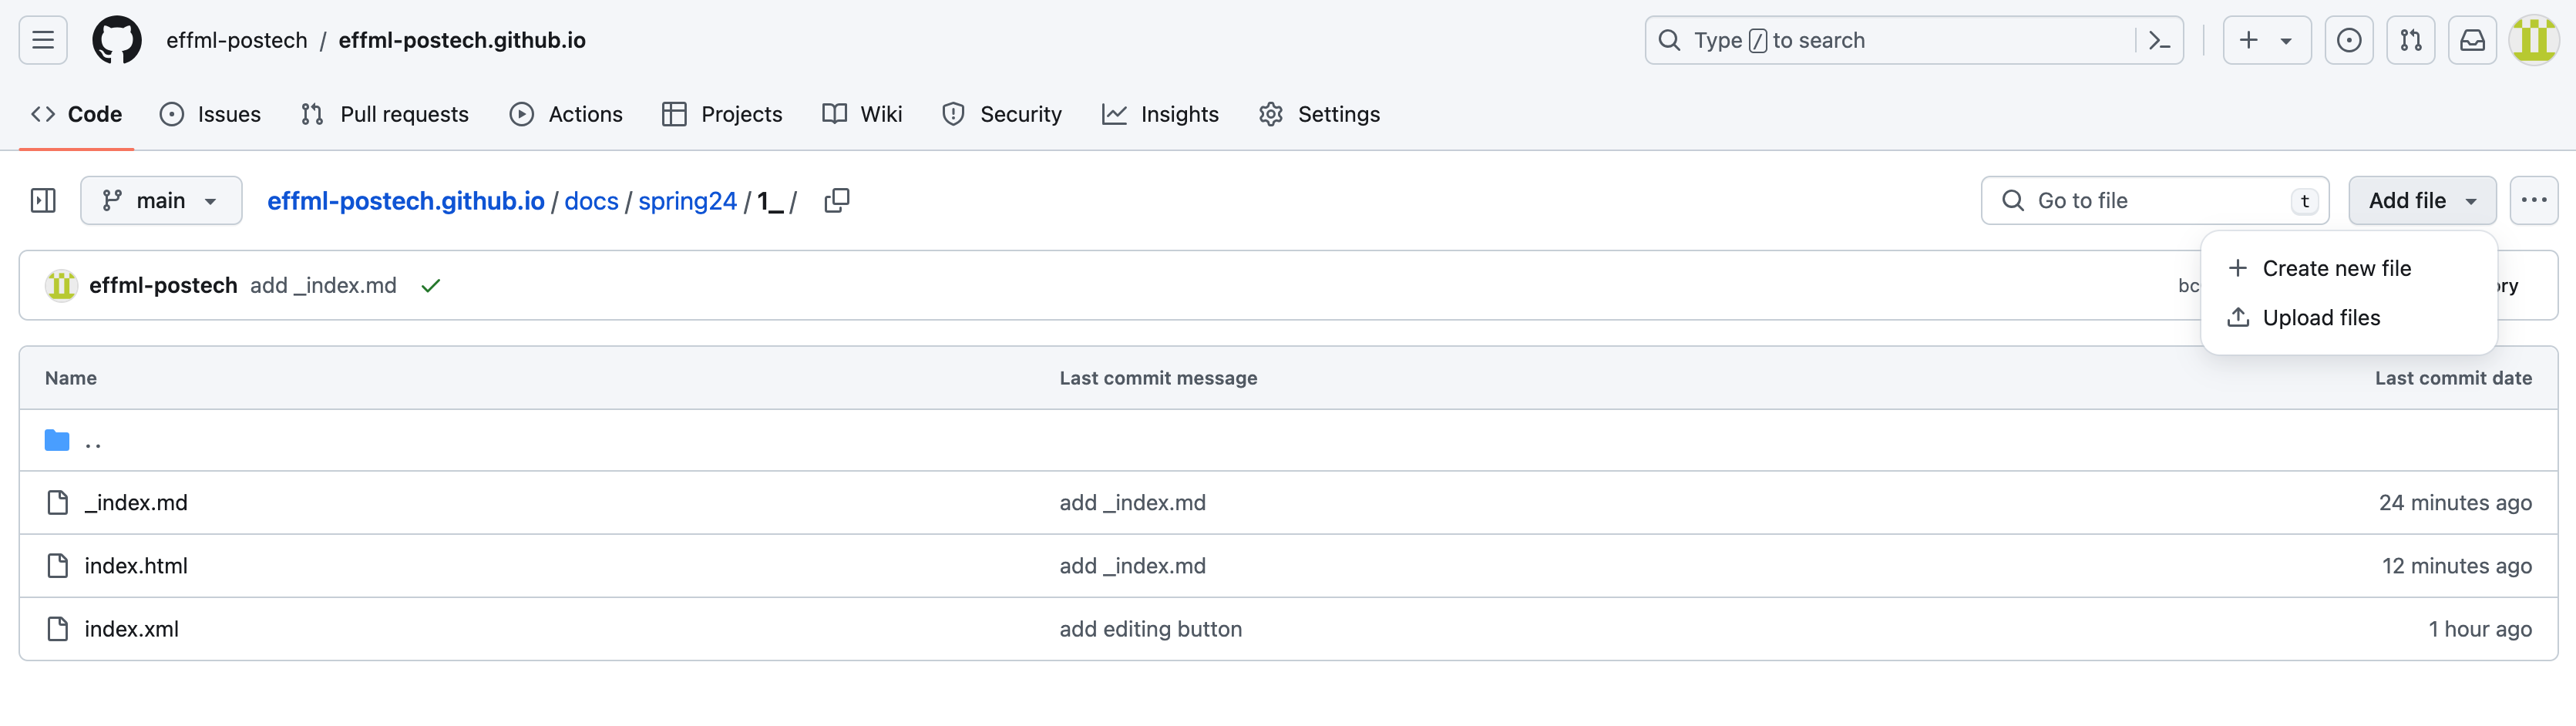 effml-postech / effml-postech.github.io
Type / to search
Code Issues Pull requests Actions Projects Wiki Security Insights Settings
main
effml-postech.github.io / docs / spring24 / 1_ /
Go to file t
Add file
Create new file
Upload files
effml-postech add _index.md
Name Last commit message Last commit date
..
_index.md add _index.md 24 minutes ago
index.html add _index.md 12 minutes ago
index.xml add editing button 1 hour ago